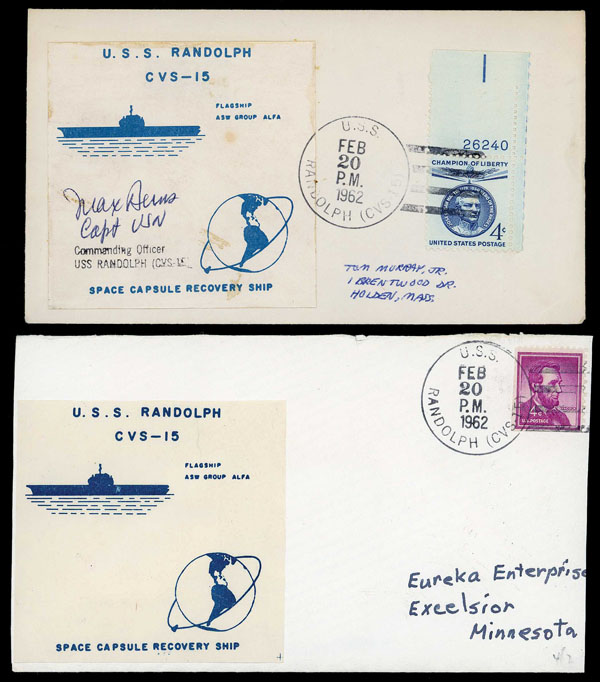 U.S.S. RANDOLPH
CVS-15
FLAGSHIP
ASW GROUP ALFA
Capt USN
Commanding Officer
USS RANDOLPH (CVS-15
SPACE CAPSULE RECOVERY SHIP
U.S.S.
FEB
20
P.M.
1962
RANDOLPH (CVS-15)
26240
CHAMPION OF LIBERTY
4¢
UNITED STATES POSTAGE
TOM MURRAY, JR.
1 BRENTWOOD DR.
HOLDEN, MASS.
U.S.S. RANDOLPH
CVS-15
FLAGSHIP
ASW GROUP ALFA
SPACE CAPSULE RECOVERY SHIP
U.S.S.
FEB
20
P.M.
1962
RANDOLPH (CVS-15)
4¢
U.S. POSTAGE
Eureka Enterprise
Excelsior
Minnesota